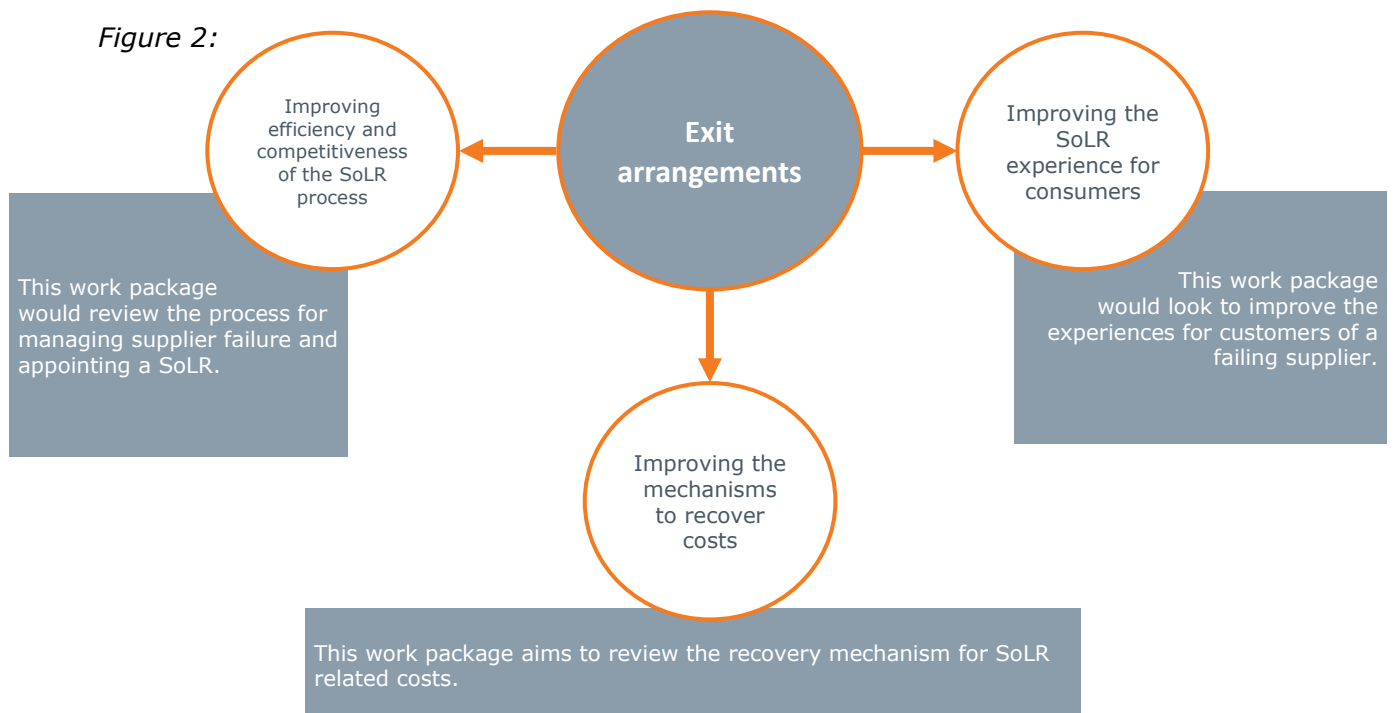 Figure 2:
Improving
efficiency and
competitiveness
of the SoLR
process
Exit
arrangements
Improving the
SoLR
experience for
consumers
This work package
would review the process for
managing supplier failure and
appointing a SoLR.
This work package
would look to improve the
experiences for customers of a
failing supplier.
Improving the
mechanisms
to recover
costs
This work package aims to review the recovery mechanism for SoLR
related costs.